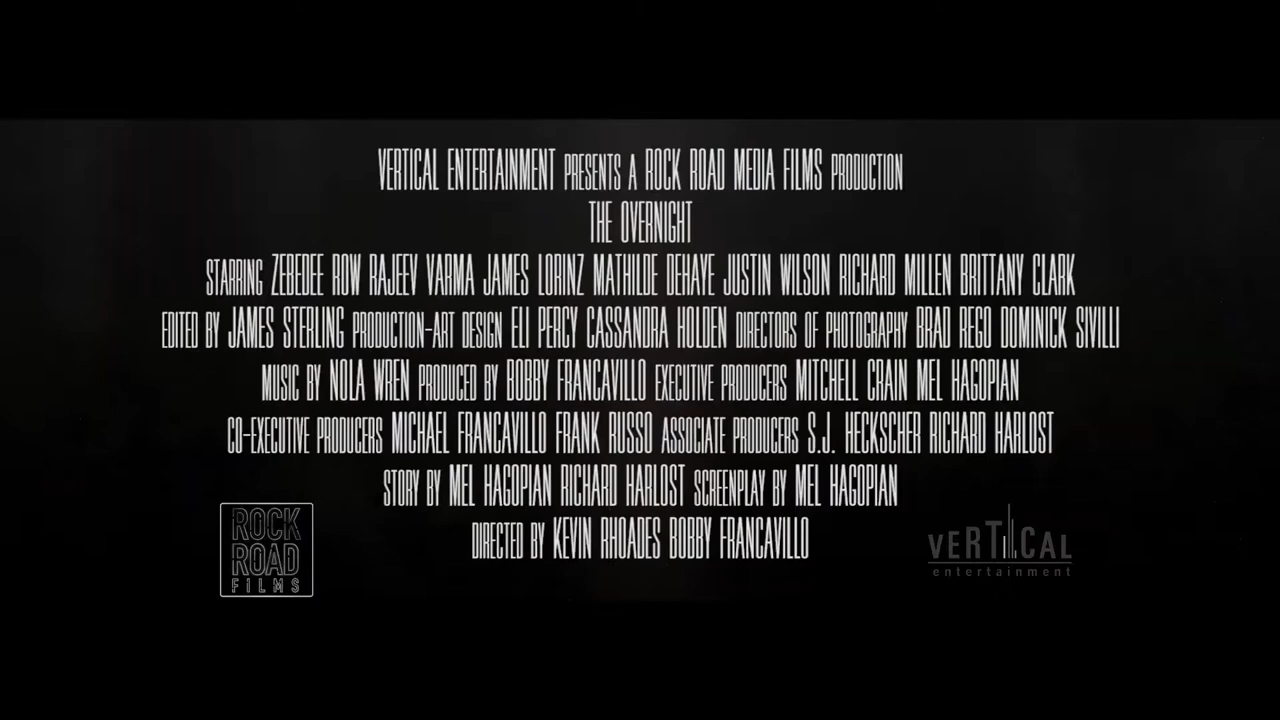 VERTICAL ENTERTAINMENT PRESENTS A ROCK ROAD MEDIA FILMS PRODUCTION
THE OVERNIGHT
STARRING ZEBEDEE ROW RAJEEV VARMA JAMES LORINZ MATHILDE DEHAYE JUSTIN WILSON RICHARD MILLEN BRITTANY CLARK
EDITED BY JAMES STERLING PRODUCTION-ART DESIGN ELI PERCY CASSANDRA HOLDEN DIRECTORS OF PHOTOGRAPHY BRAD REGO DOMINICK SIVILLI
MUSIC BY NOLA WREN PRODUCED BY BOBBY FRANCAVILLO EXECUTIVE PRODUCERS MITCHELL CRAIN MEL HAGOPIAN
CO-EXECUTIVE PRODUCERS MICHAEL FRANCAVILLO FRANK RUSSO ASSOCIATE PRODUCERS S.J. HECKSCHER RICHARD HARLOST
STORY BY MEL HAGOPIAN RICHARD HARLOST SCREENPLAY BY MEL HAGOPIAN
DIRECTED BY KEVIN RHOADES BOBBY FRANCAVILLO
ROCK
ROAD
FILMS
VERTICAL
entertainment